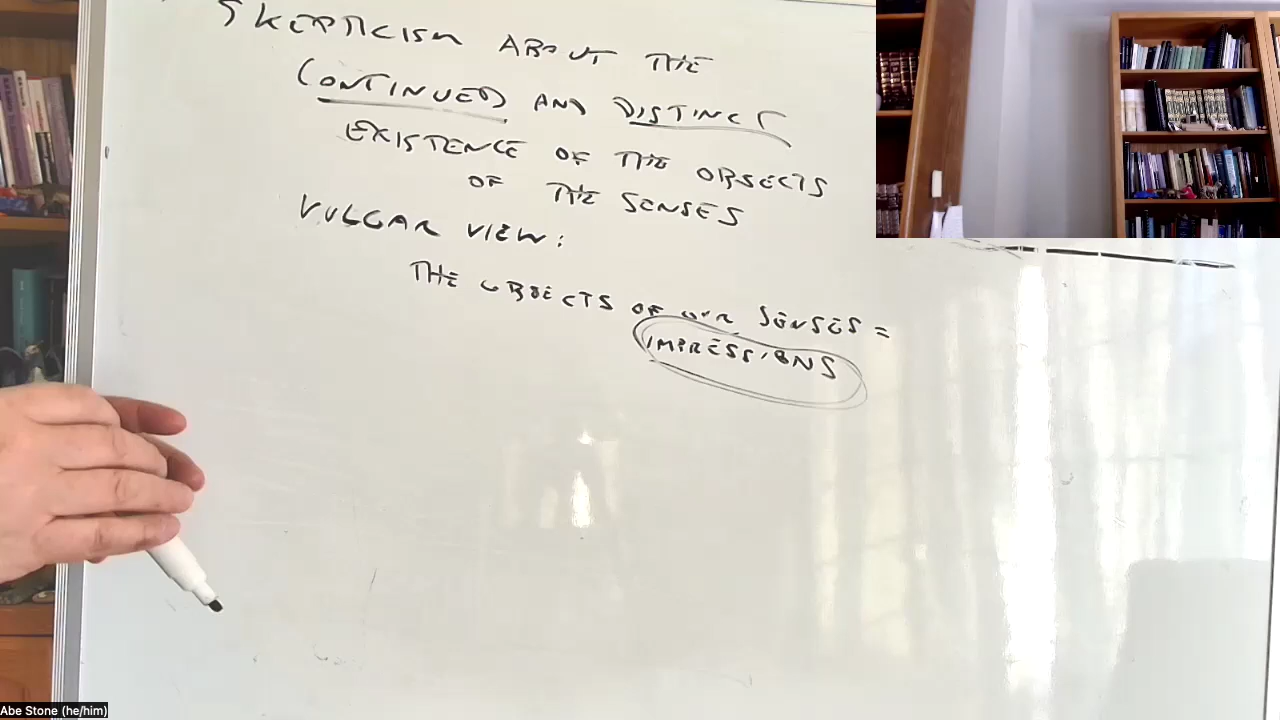 SKEPTICISM ABOUT THE
CONTINUED AND DISTINCT
EXISTENCE OF THE OBJECTS
OF THE SENSES
VULGAR VIEW:
THE OBJECTS OF OUR SENSES =
IMPRESSIONS
Abe Stone (he/him)